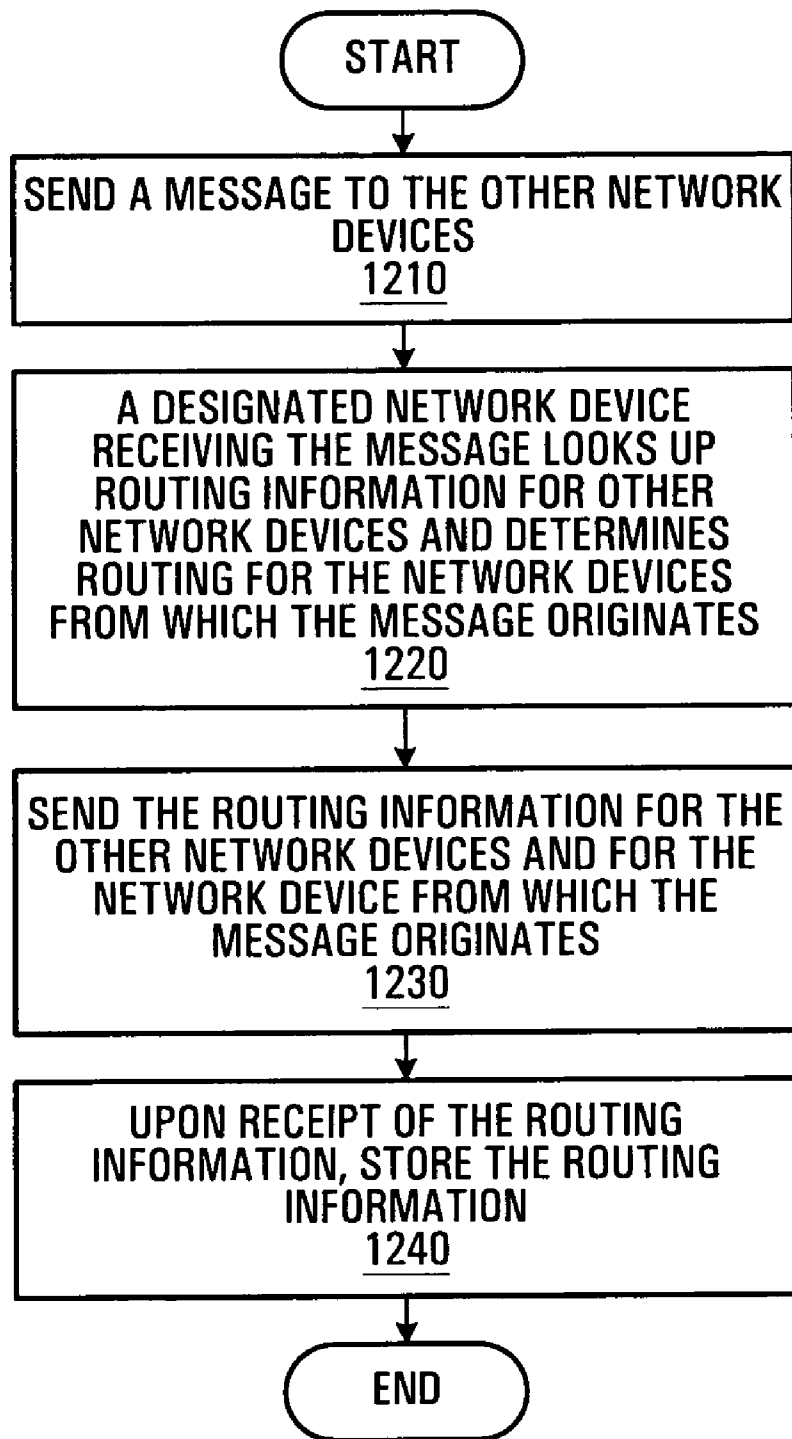 START
SEND A MESSAGE TO THE OTHER NETWORK
DEVICES
1210
A DESIGNATED NETWORK DEVICE
RECEIVING THE MESSAGE LOOKS UP
ROUTING INFORMATION FOR OTHER
NETWORK DEVICES AND DETERMINES
ROUTING FOR THE NETWORK DEVICES
FROM WHICH THE MESSAGE ORIGINATES
1220
SEND THE ROUTING INFORMATION FOR THE
OTHER NETWORK DEVICES AND FOR THE
NETWORK DEVICE FROM WHICH THE
MESSAGE ORIGINATES
1230
UPON RECEIPT OF THE ROUTING
INFORMATION, STORE THE ROUTING
INFORMATION
1240
END